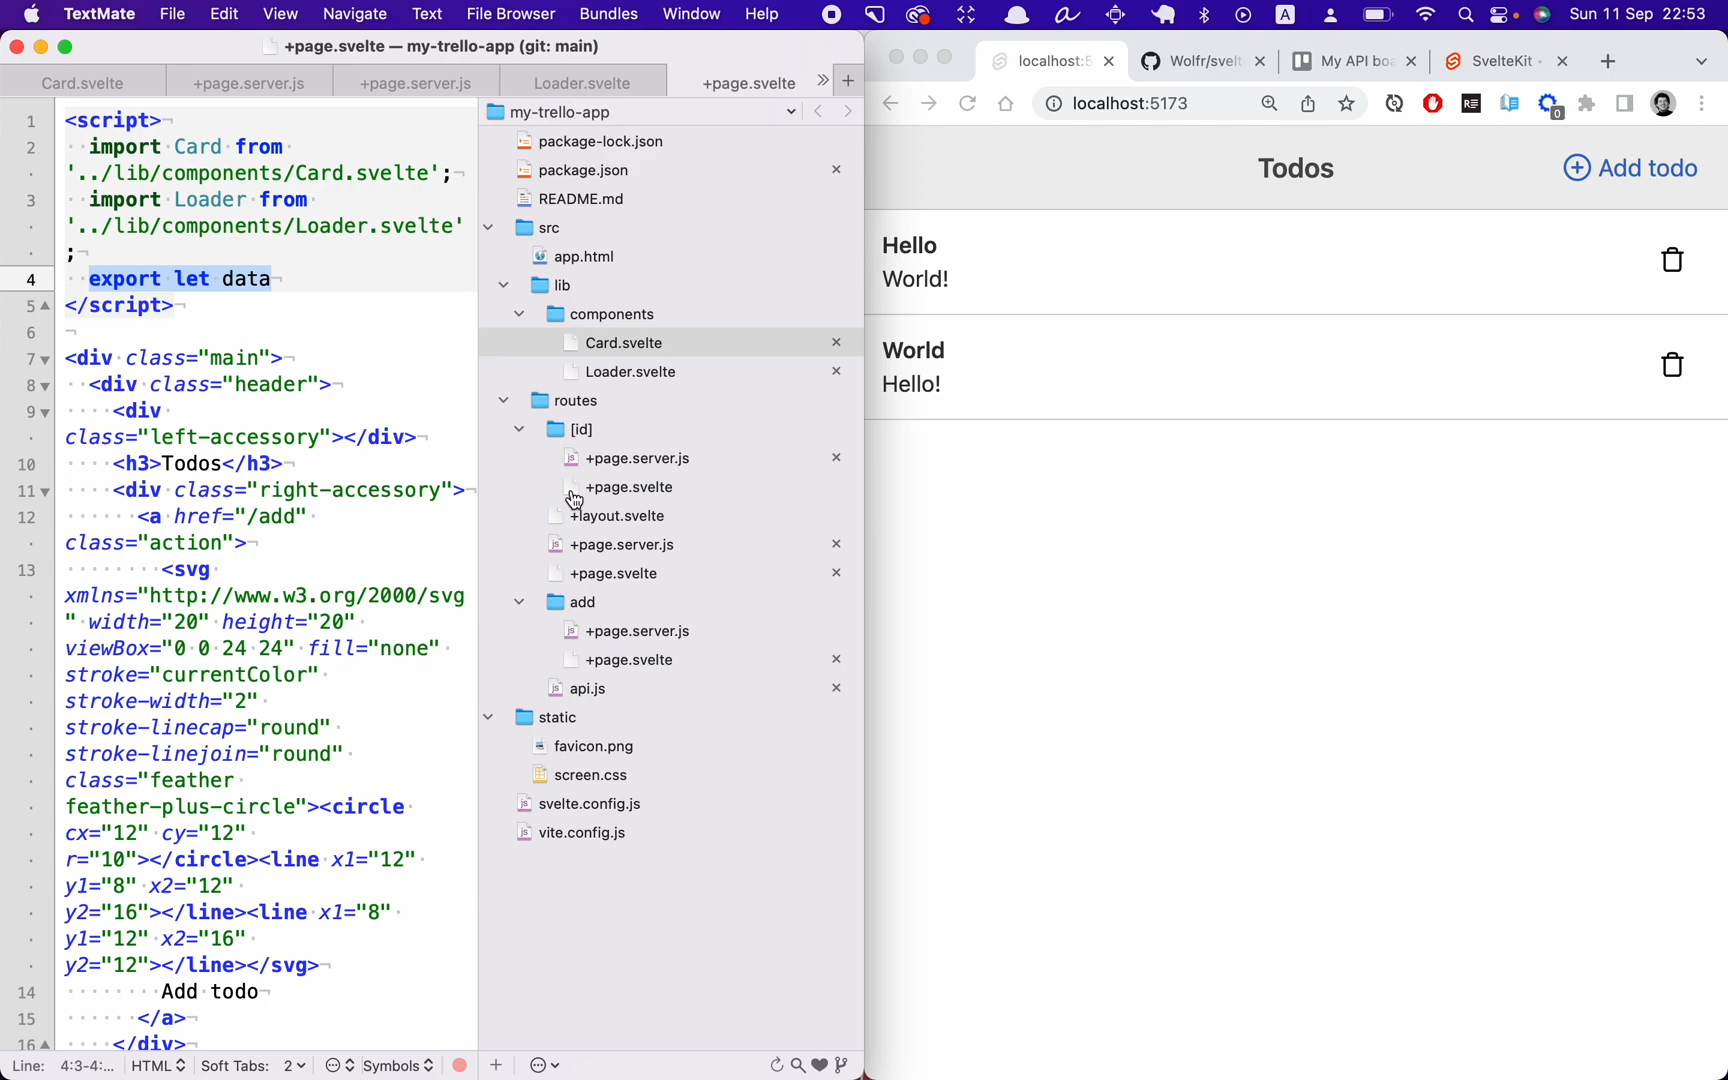 TextMate File Edit View Navigate Text File Browser Bundles Window Help A Sun 11 Sep 22:53
+page.svelte — my-trello-app (git: main)
Card.svelte +page.server.js +page.server.js Loader.svelte +page.svelte
1 <script>
2 import Card from
'../lib/components/Card.svelte';
3 import Loader from
'../lib/components/Loader.svelte'
;
4 export let data
5 </script>
6
7 <div class="main">
8 <div class="header">
9 <div
class="left-accessory"></div>
10 <h3>Todos</h3>
11 <div class="right-accessory">
12 <a href="/add"
class="action">
13 <svg
xmlns="http://www.w3.org/2000/svg
" width="20" height="20"
viewBox="0 0 24 24" fill="none"
stroke="currentColor"
stroke-width="2"
stroke-linecap="round"
stroke-linejoin="round"
class="feather
feather-plus-circle"><circle
cx="12" cy="12"
r="10"></circle><line x1="12"
y1="8" x2="12"
y2="16"></line><line x1="8"
y1="12" x2="16"
y2="12"></line></svg>
14 Add todo
15 </a>
16 </div>
Line: 4:3-4:... HTML Soft Tabs: 2 Symbols
my-trello-app
package-lock.json
package.json
README.md
src
app.html
lib
components
Card.svelte
Loader.svelte
routes
[id]
+page.server.js
+page.svelte
+layout.svelte
+page.server.js
+page.svelte
add
+page.server.js
+page.svelte
api.js
static
favicon.png
screen.css
svelte.config.js
vite.config.js
localhost:5 Wolfr/svelt My API boa SvelteKit ·
localhost:5173 RE 0
Todos Add todo
Hello
World!
World
Hello!